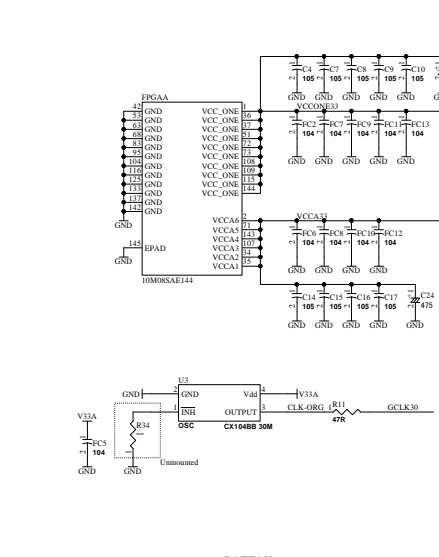 C4 C7 C8 C9 C10
105 105 105 105 105
GND GND GND GND GND
FPGAA
VCCONE33
FC2 FC7 FC9 FC11 FC13
104 104 104 104 104
GND GND GND GND GND
42 GND VCC_ONE 1
53 GND VCC_ONE 36
63 GND VCC_ONE 37
68 GND VCC_ONE 51
83 GND VCC_ONE 72
95 GND VCC_ONE 73
104 GND VCC_ONE 108
116 GND VCC_ONE 109
125 GND VCC_ONE 115
133 GND VCC_ONE 144
137 GND
142 GND
GND
VCCA6 2
VCCA5 71
VCCA4 143
VCCA3 107
VCCA2 34
VCCA1 35
145 EPAD
GND
10M08SAE144
VCCA33
FC6 FC8 FC10 FC12
104 104 104 104
GND GND GND GND
C14 C15 C16 C17 C24
105 105 105 105 475
GND GND GND GND GND
U3
GND 2 GND Vdd 4 V33A
1 INH OUTPUT 3 CLK-ORG 1 R11 GCLK30
OSC CX104BB 30M 47R
V33A
FC5
104
GND
R34
---
1
GND
Unmounted